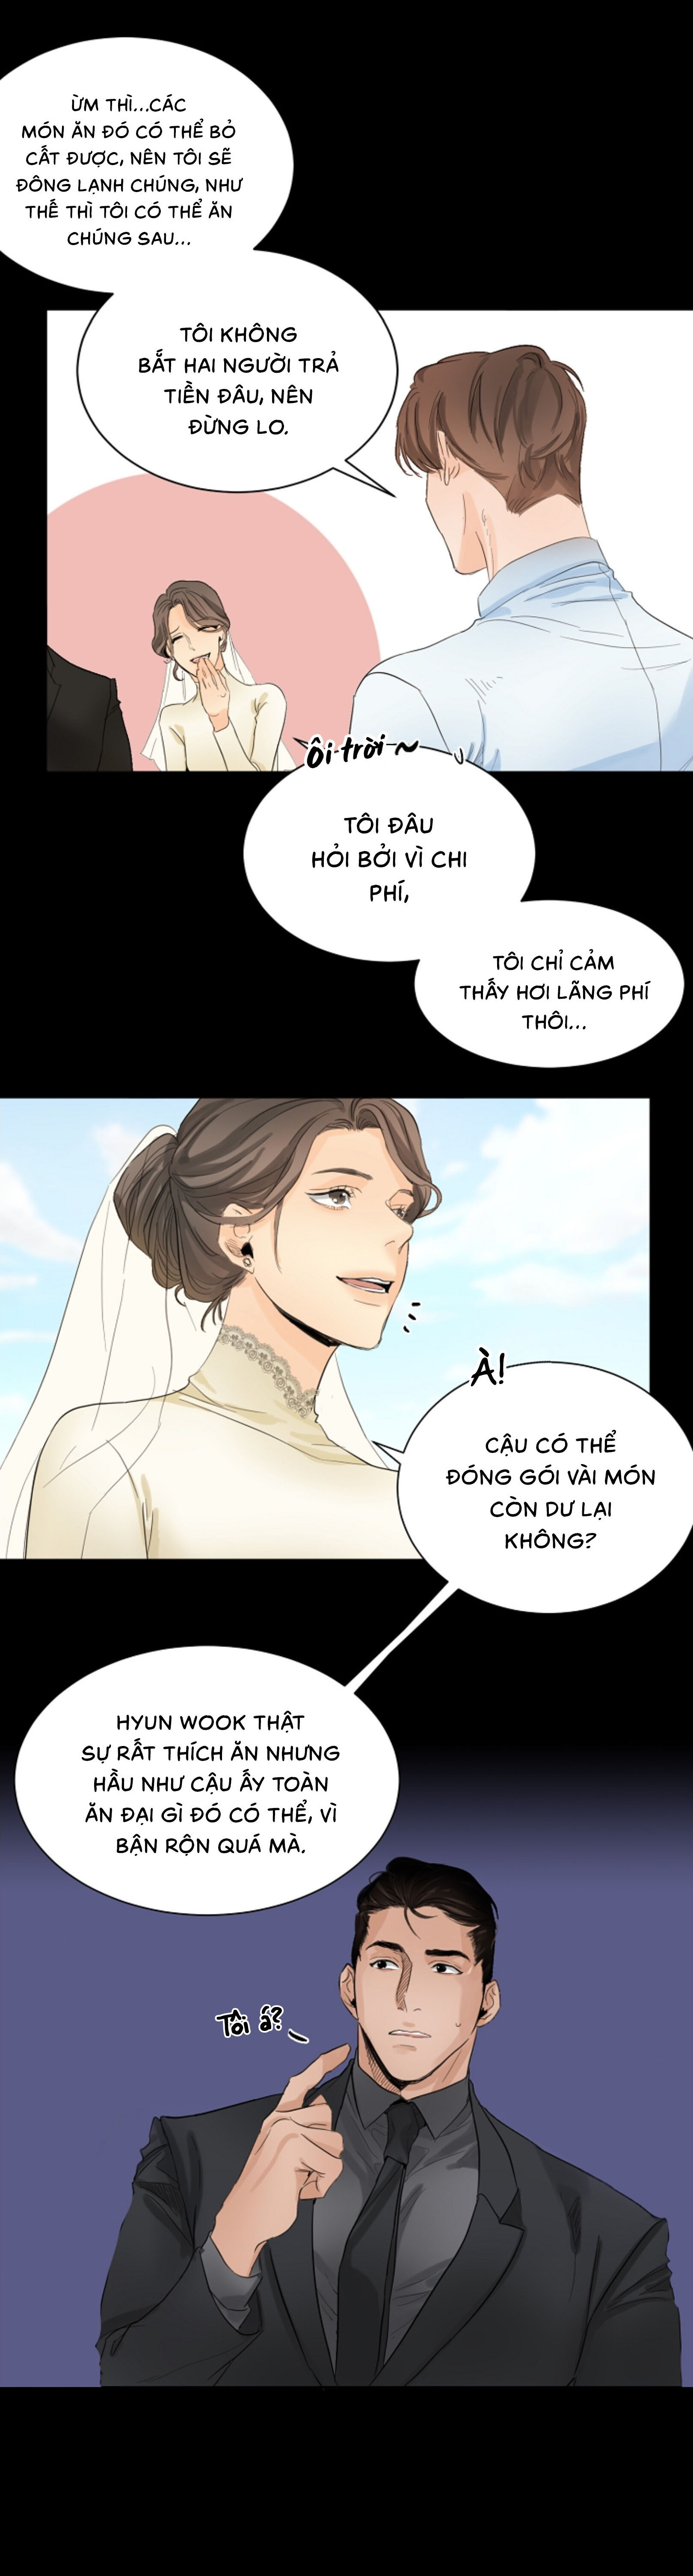 ỪM THÌ...CÁC
MÓN ĂN ĐÓ CÓ THỂ BỎ
CẤT ĐƯỢC, NÊN TÔI SẼ
ĐÔNG LẠNH CHÚNG, NHƯ
THẾ THÌ TÔI CÓ THỂ ĂN
CHÚNG SAU...
TÔI KHÔNG
BẮT HAI NGƯỜI TRẢ
TIỀN ĐÂU, NÊN
ĐỪNG LO.
Ôi trời ~
TÔI ĐÂU
HỎI BỞI VÌ CHI
PHÍ,
TÔI CHỈ CẢM
THẤY HƠI LÃNG PHÍ
THÔI...
À!
CẬU CÓ THỂ
ĐÓNG GÓI VÀI MÓN
CÒN DƯ LẠI
KHÔNG?
HYUN WOOK THẬT
SỰ RẤT THÍCH ĂN NHƯNG
HẦU NHƯ CẬU ẤY TOÀN
ĂN ĐẠI GÌ ĐÓ CÓ THỂ, VÌ
BẬN RỘN QUÁ MÀ.
Tôi á?